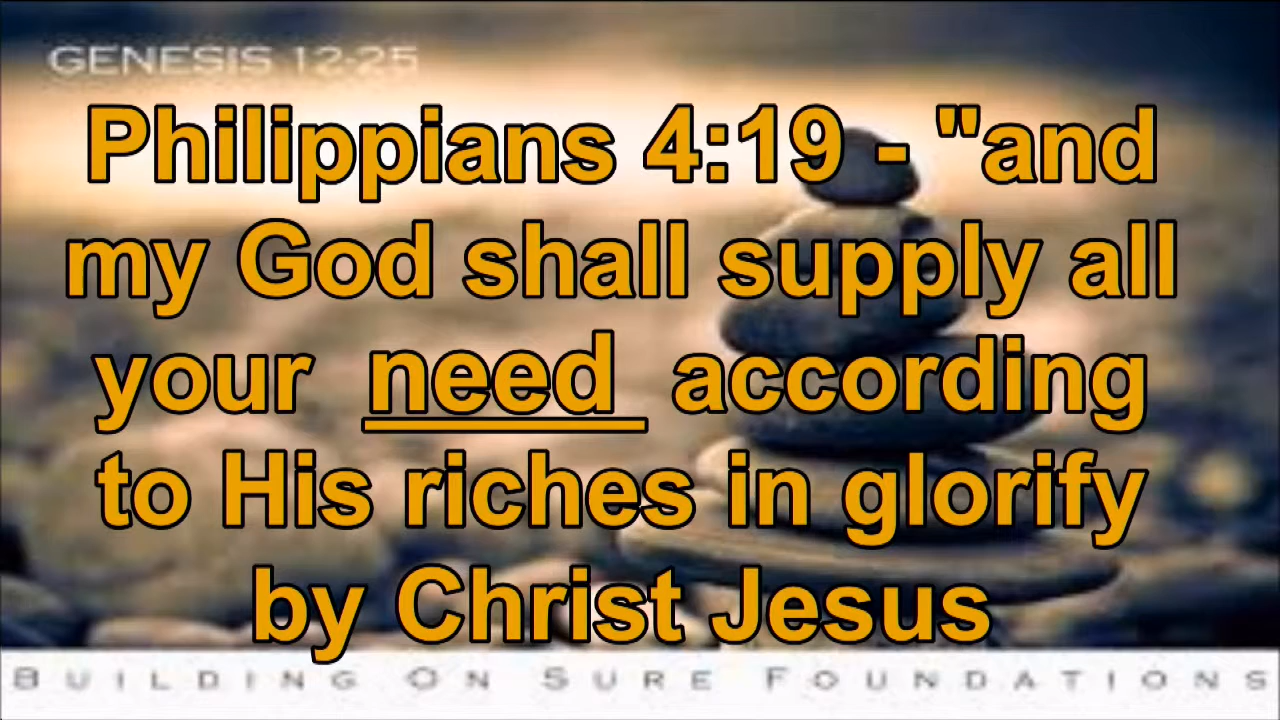 GENESIS 12-25
Philippians 4:19 - "and
my God shall supply all
your need according
to His riches in glorify
by Christ Jesus
BUILDING ON SURE FOUNDATIONS